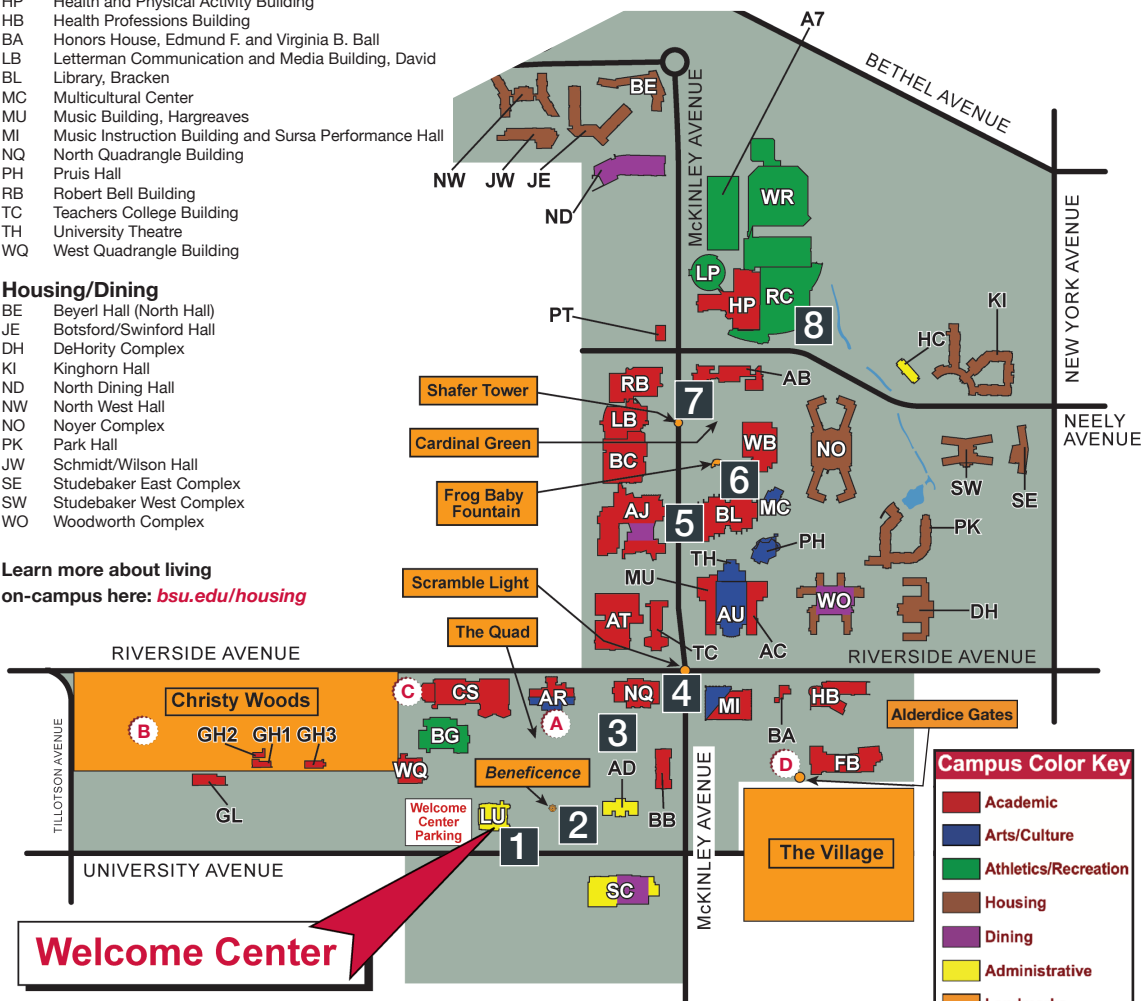 HP Health and Physical Activity Building
HB Health Professions Building
BA Honors House, Edmund F. and Virginia B. Ball
LB Letterman Communication and Media Building, David
BL Library, Bracken
MC Multicultural Center
MU Music Building, Hargreaves
MI Music Instruction Building and Sursa Performance Hall
NQ North Quadrangle Building
PH Pruis Hall
RB Robert Bell Building
TC Teachers College Building
TH University Theatre
WQ West Quadrangle Building
Housing/Dining
BE Beyerl Hall (North Hall)
JE Botsford/Swinford Hall
DH DeHority Complex
KI Kinghorn Hall
ND North Dining Hall
NW North West Hall
NO Noyer Complex
PK Park Hall
JW Schmidt/Wilson Hall
SE Studebaker East Complex
SW Studebaker West Complex
WO Woodworth Complex
Learn more about living
on-campus here: bsu.edu/housing
A7
BETHEL AVENUE
BE
McKINLEY AVENUE
NW JW JE
ND
WR
NEW YORK AVENUE
LP
HP
RC
8
PT
KI
HC
AB
RB
Shafer Tower
7
LB
Cardinal Green
NEELY
AVENUE
WB
NO
BC
6
SW
SE
Frog Baby
Fountain
AJ
5
BL
MC
PK
PH
TH
MU
Scramble Light
AT
AU
WO
DH
The Quad
TC
AC
RIVERSIDE AVENUE
RIVERSIDE AVENUE
Christy Woods
C
CS
AR
A
NQ
4
MI
HB
BA
Alderdice Gates
B
GH2 GH1 GH3
BG
3
WQ
Beneficence
AD
D
FB
TILLOTSON AVENUE
GL
Welcome
Center
Parking
LU
1
2
BB
McKINLEY AVENUE
The Village
UNIVERSITY AVENUE
SC
Welcome Center
Campus Color Key
Academic
Arts/Culture
Athletics/Recreation
Housing
Dining
Administrative